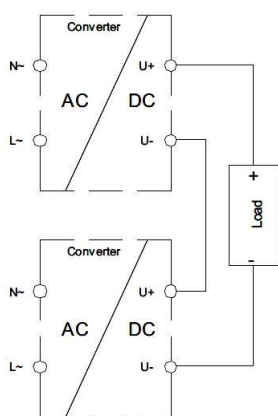 Converter
N~
U+
AC
DC
L~
U-
+
Load
-
Converter
N~
U+
AC
DC
L~
U-